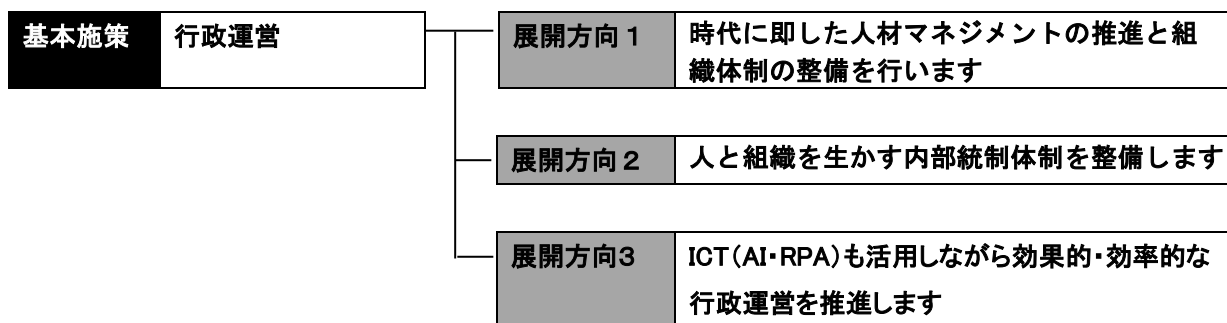 基本施策 行政運営
展開方向1 時代に即した人材マネジメントの推進と組
織体制の整備を行います
展開方向2 人と組織を生かす内部統制体制を整備します
展開方向3 ICT(AI・RPA)も活用しながら効果的・効率的な
行政運営を推進します